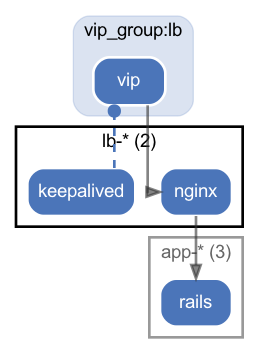 vip_group:lb
vip
lb-* (2)
keepalived
nginx
app-* (3)
rails